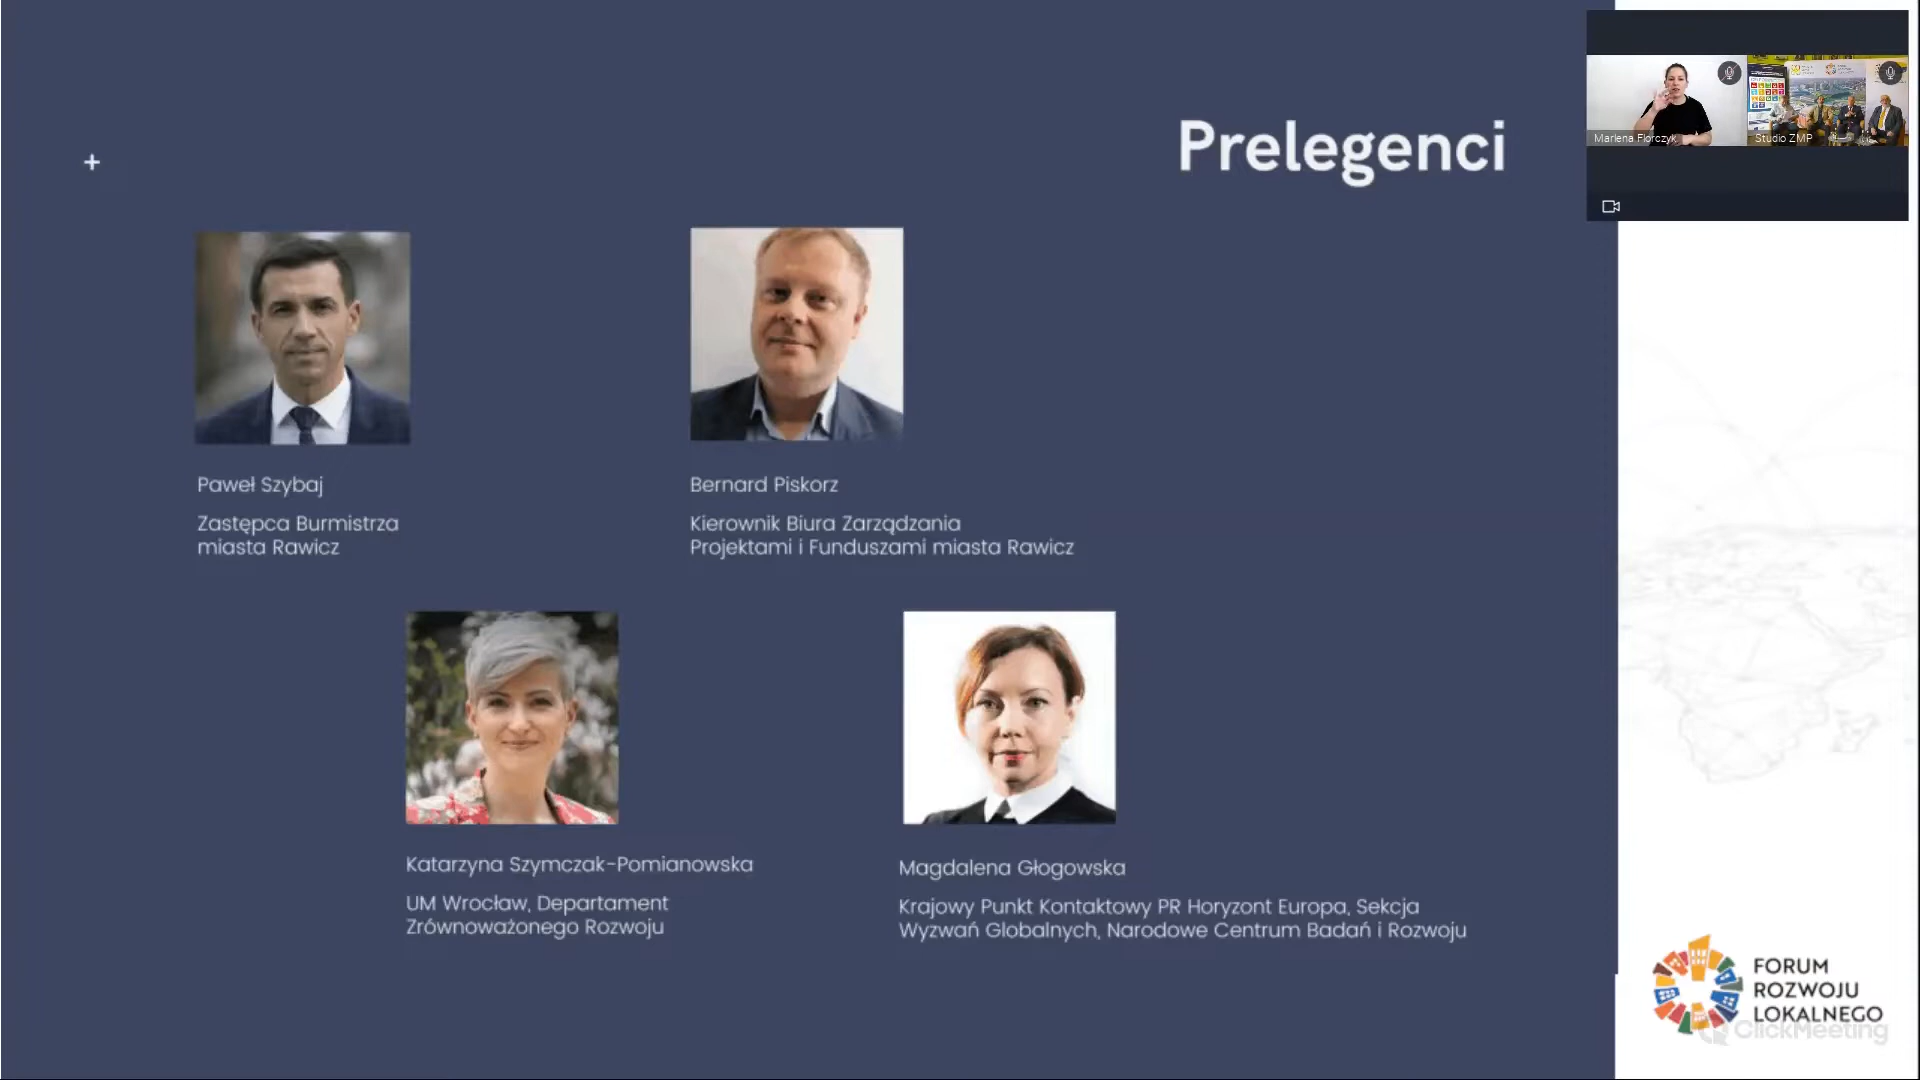 Prelegenci
Marlena Florczyk
Studio ZMP
Paweł Szybaj
Zastępca Burmistrza
miasta Rawicz
Bernard Piskorz
Kierownik Biura Zarządzania
Projektami i Funduszami miasta Rawicz
Katarzyna Szymczak-Pomianowska
UM Wrocław, Departament
Zrównoważonego Rozwoju
Magdalena Głogowska
Krajowy Punkt Kontaktowy PR Horyzont Europa, Sekcja
Wyzwań Globalnych, Narodowe Centrum Badań i Rozwoju
FORUM
ROZWOJU
LOKALNEGO
ClickMeeting